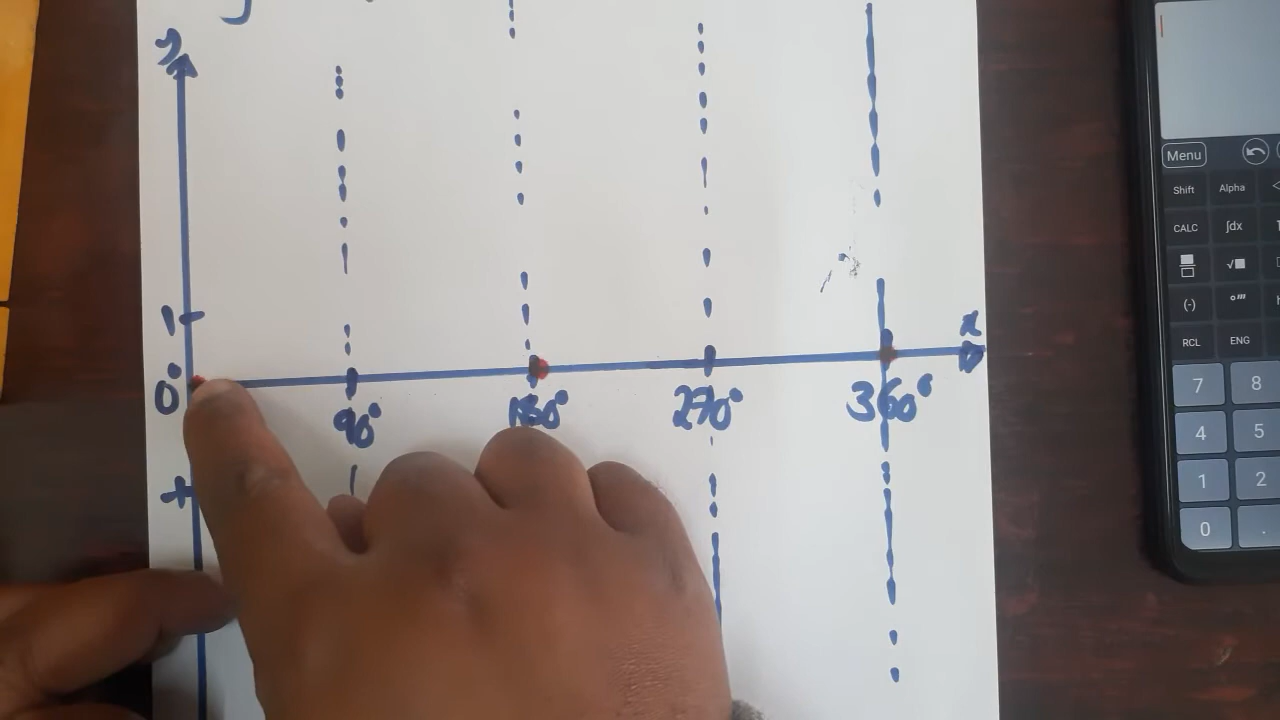 y
1
x
0°
90° 180° 270° 360°
Menu
Shift Alpha
CALC ∫dx
√■
(-) °'"
RCL ENG
7 8
4 5
1 2
0 .